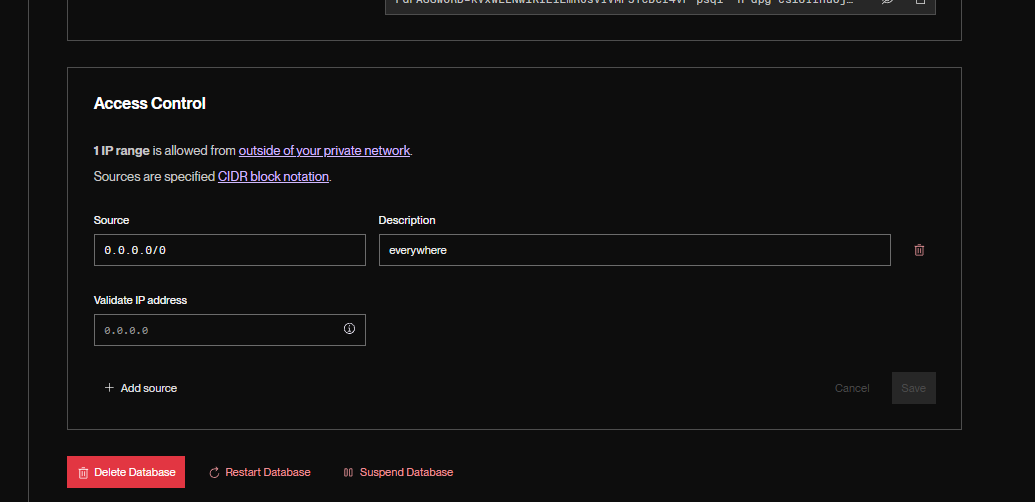 Access Control
1 IP range is allowed from outside of your private network.
Sources are specified CIDR block notation.
Source
Description
0.0.0.0/0
everywhere
Validate IP address
0.0.0.0
+ Add source
Cancel
Save
Delete Database
Restart Database
Suspend Database